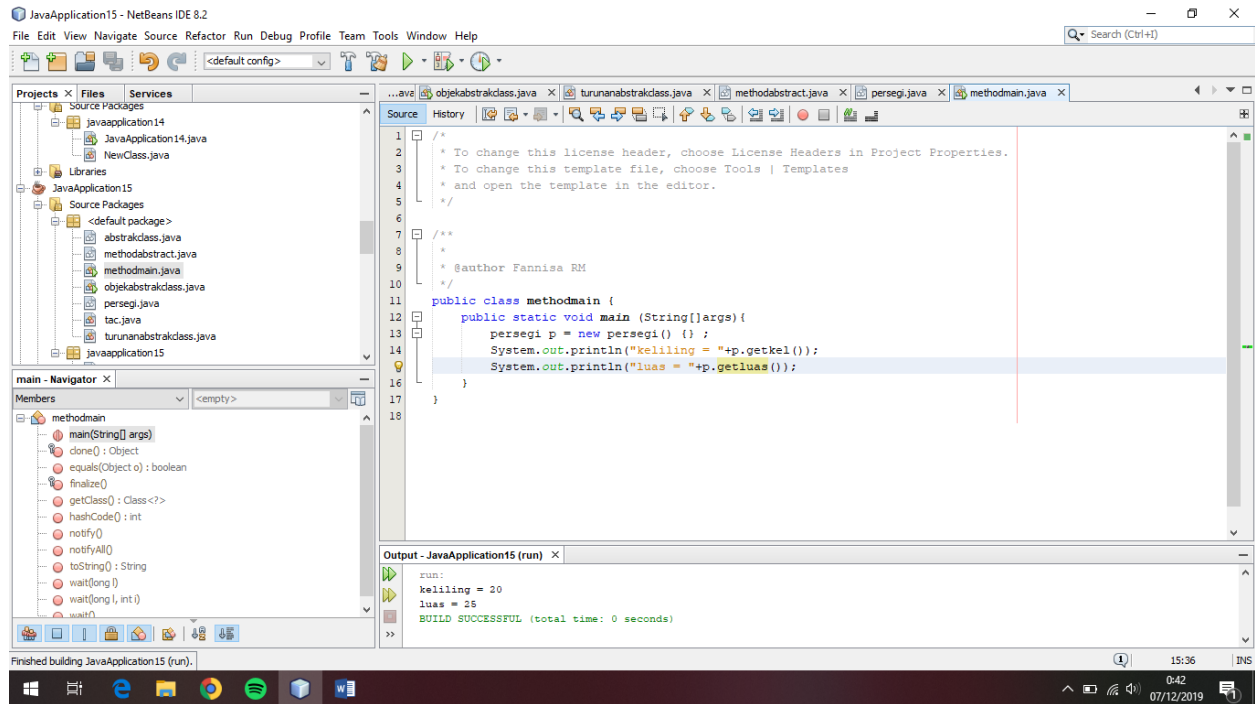 JavaApplication15 - NetBeans IDE 8.2
File Edit View Navigate Source Refactor Run Debug Profile Team Tools Window Help
Search (Ctrl+I)
<default config>
Projects Files Services
Source Packages
javaapplication14
JavaApplication14.java
NewClass.java
Libraries
JavaApplication15
Source Packages
<default package>
abstrakclass.java
methodabstract.java
methodmain.java
objekabstrakclass.java
persegi.java
tac.java
turunanabstrakclass.java
javaapplication15
main - Navigator
Members <empty>
methodmain
main(String[] args)
clone() : Object
equals(Object o) : boolean
finalize()
getClass() : Class<?>
hashCode() : int
notify()
notifyAll()
toString() : String
wait(long l)
wait(long l, int i)
wait()
...ava objekabstrakclass.java turunanabstrakclass.java methodabstract.java persegi.java methodmain.java
Source History
1 /*
2 * To change this license header, choose License Headers in Project Properties.
3 * To change this template file, choose Tools | Templates
4 * and open the template in the editor.
5 */
6
7 /**
8 *
9 * @author Fannisa RM
10 */
11 public class methodmain {
12 public static void main (String[]args){
13 persegi p = new persegi() {} ;
14 System.out.println("keliling = "+p.getkel());
System.out.println("luas = "+p.getluas());
16 }
17 }
18
Output - JavaApplication15 (run)
run:
keliling = 20
luas = 25
BUILD SUCCESSFUL (total time: 0 seconds)
Finished building JavaApplication15 (run).
1 15:36 INS
0:42
07/12/2019